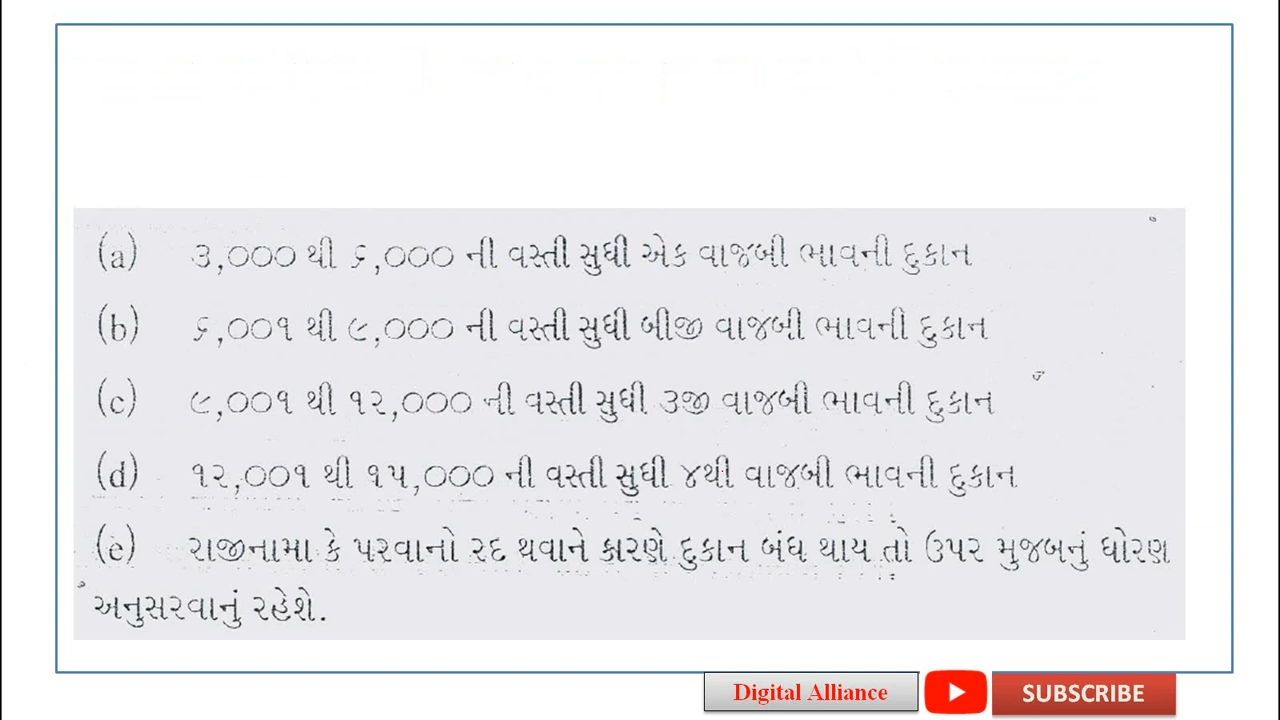 (a) ૩,૦૦૦ થી ૬,૦૦૦ ની વસ્તી સુધી એક વાજબી ભાવની દુકાન
(b) ૬,૦૦૧ થી ૯,૦૦૦ ની વસ્તી સુધી બીજી વાજબી ભાવની દુકાન
(c) ૯,૦૦૧ થી ૧૨,૦૦૦ ની વસ્તી સુધી ૩જી વાજબી ભાવની દુકાન
(d) ૧૨,૦૦૧ થી ૧૫,૦૦૦ ની વસ્તી સુધી ૪થી વાજબી ભાવની દુકાન
(e) રાજીનામા કે પરવાનો રદ થવાને કારણે દુકાન બંધ થાય તો ઉપર મુજબનું ધોરણ
અનુસરવાનું રહેશે.
Digital Alliance
SUBSCRIBE